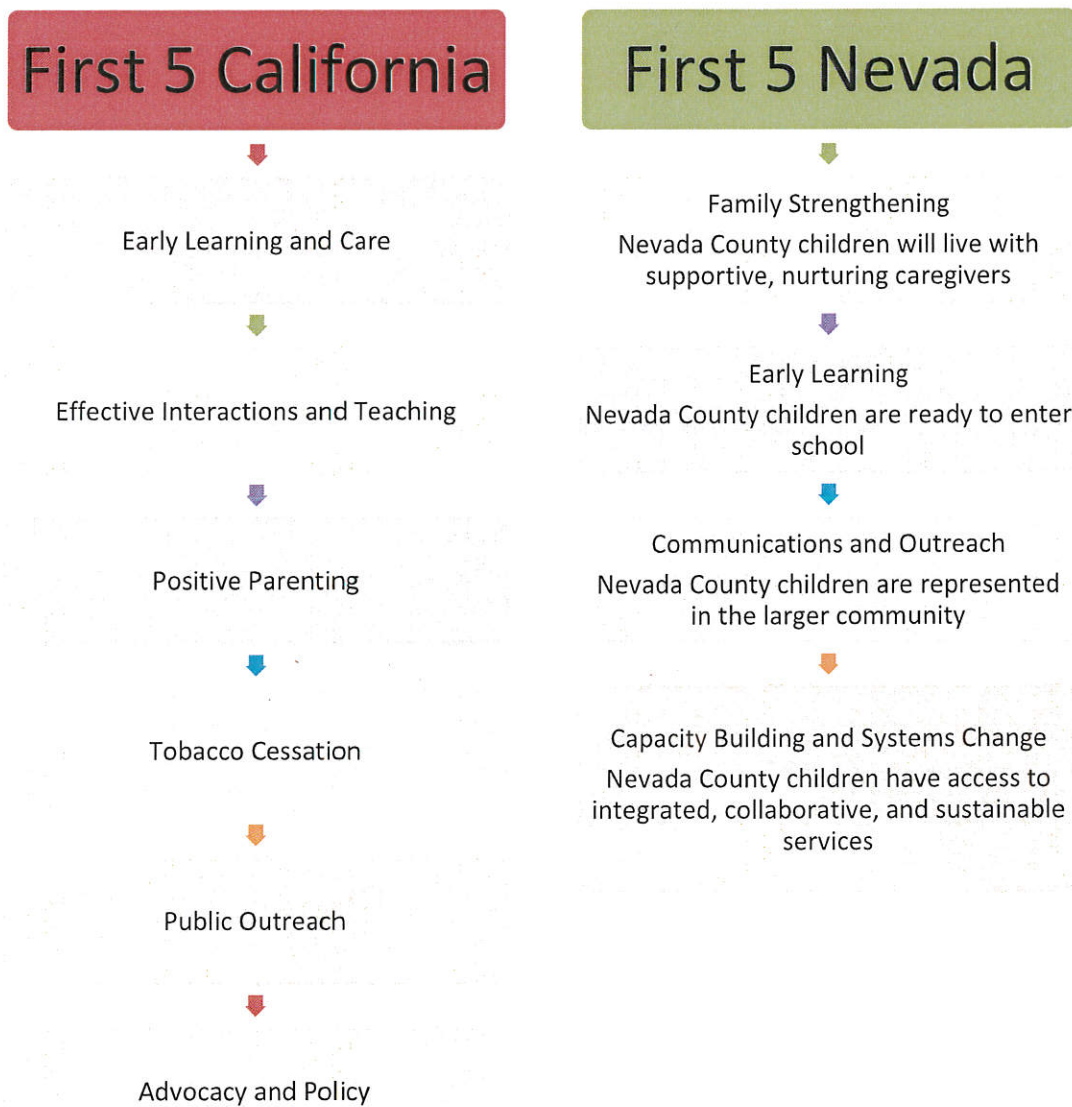 First 5 California
Early Learning and Care
Effective Interactions and Teaching
Positive Parenting
Tobacco Cessation
Public Outreach
Advocacy and Policy
First 5 Nevada
Family Strengthening
Nevada County children will live with
supportive, nurturing caregivers
Early Learning
Nevada County children are ready to enter
school
Communications and Outreach
Nevada County children are represented
in the larger community
Capacity Building and Systems Change
Nevada County children have access to
integrated, collaborative, and sustainable
services